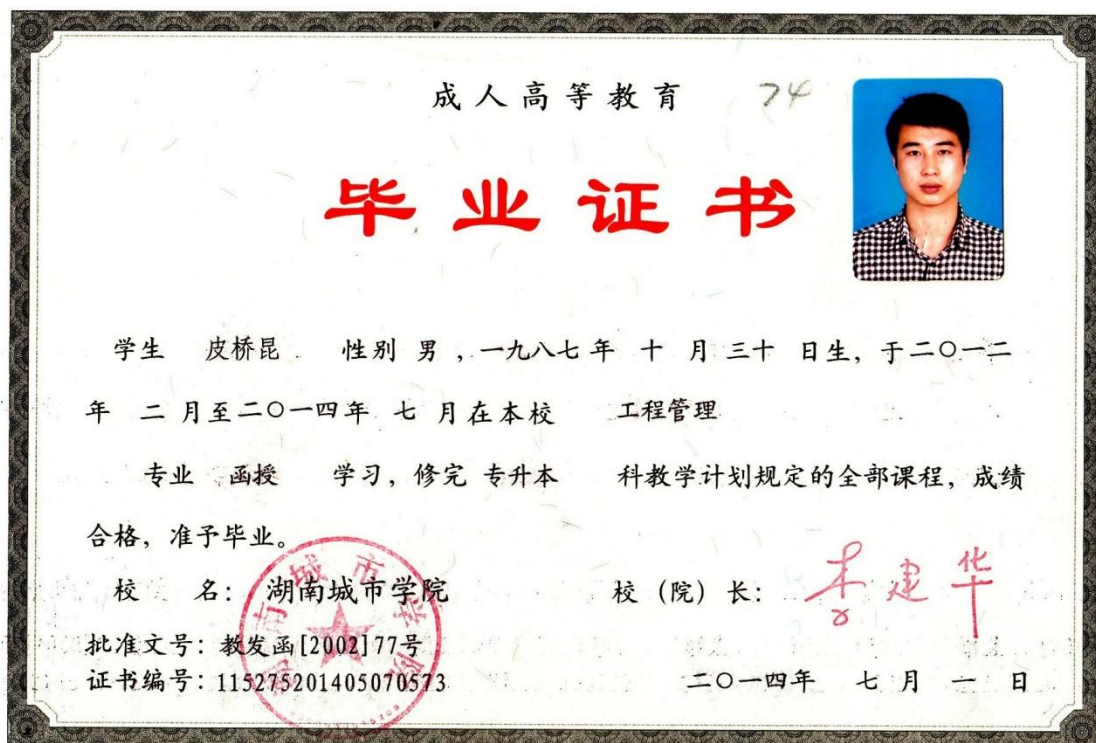 成人高等教育 74
毕业证书
学生 皮桥昆 性别 男 ,一九八七年 十 月 三十 日生, 于二〇一二
年 二 月至二〇一四年 七 月在本校 工程管理
专业 函授 学习, 修完 专升本 科教学计划规定的全部课程, 成绩
合格, 准予毕业。
校 名: 湖南城市学院 校 (院) 长: 李建华
批准文号: 教发函[2002]77号
证书编号: 115275201405070573 二〇一四年 七 月 一 日
湖南城市学院